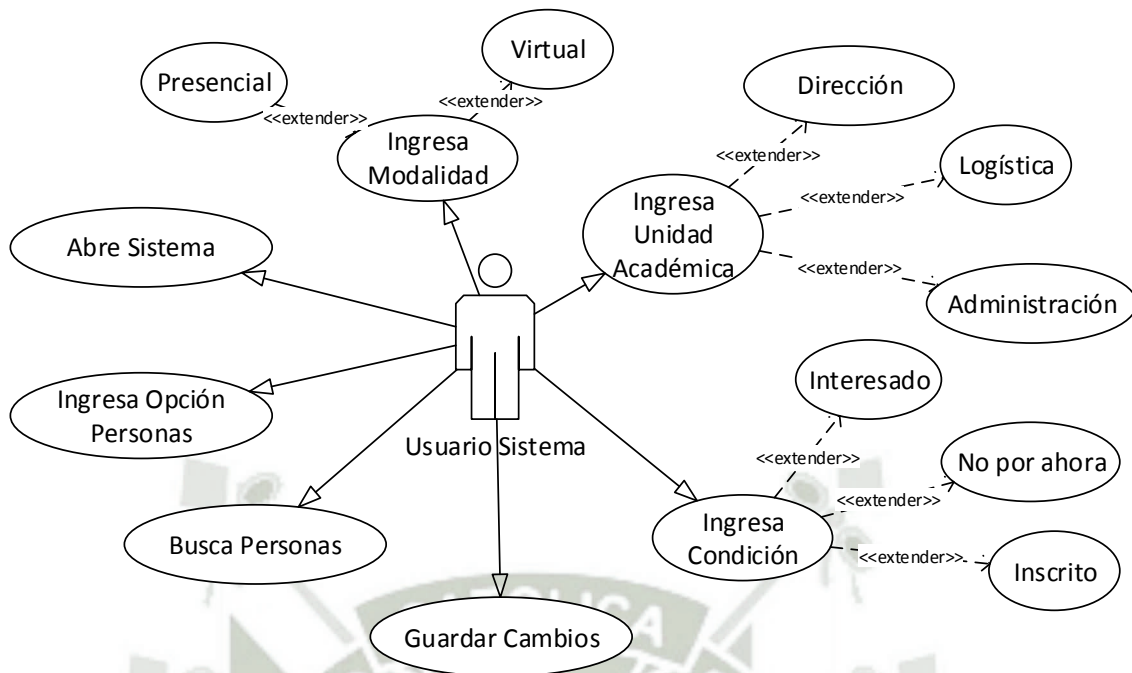 Virtual
Presencial
<<extender>>
<<extender>>
Ingresa
Modalidad
Dirección
<<extender>>
Logística
<<extender>>
Ingresa
Unidad
Académica
<<extender>>
Administración
Abre Sistema
Ingresa Opción
Personas
Usuario Sistema
Interesado
<<extender>>
No por ahora
<<extender>>
Ingresa
Condición
<<extender>>
Inscrito
Busca Personas
Guardar Cambios
CATOLICA